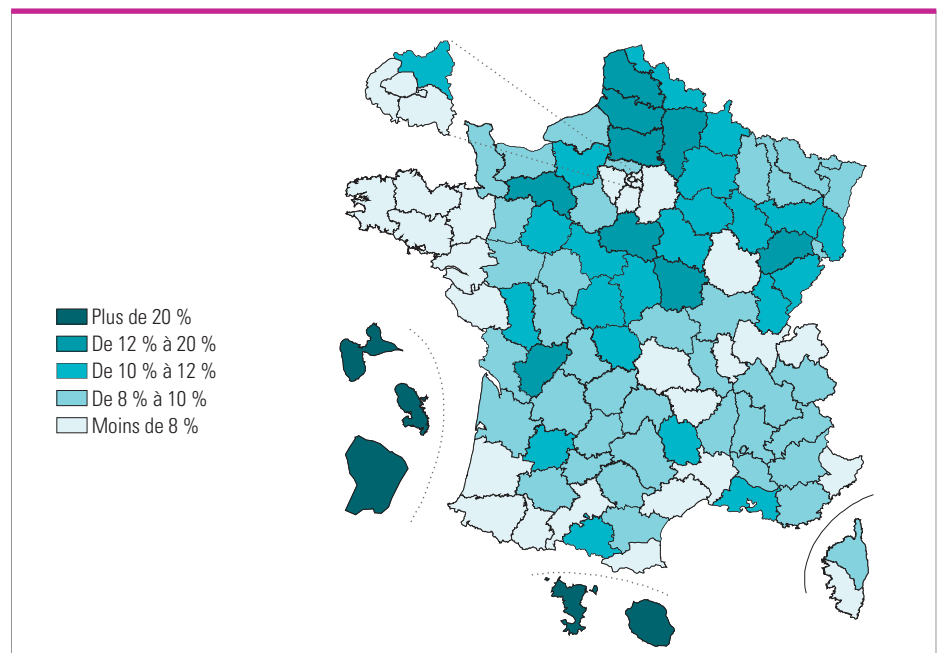 Plus de 20 %
De 12 % à 20 %
De 10 % à 12 %
De 8 % à 10 %
Moins de 8 %